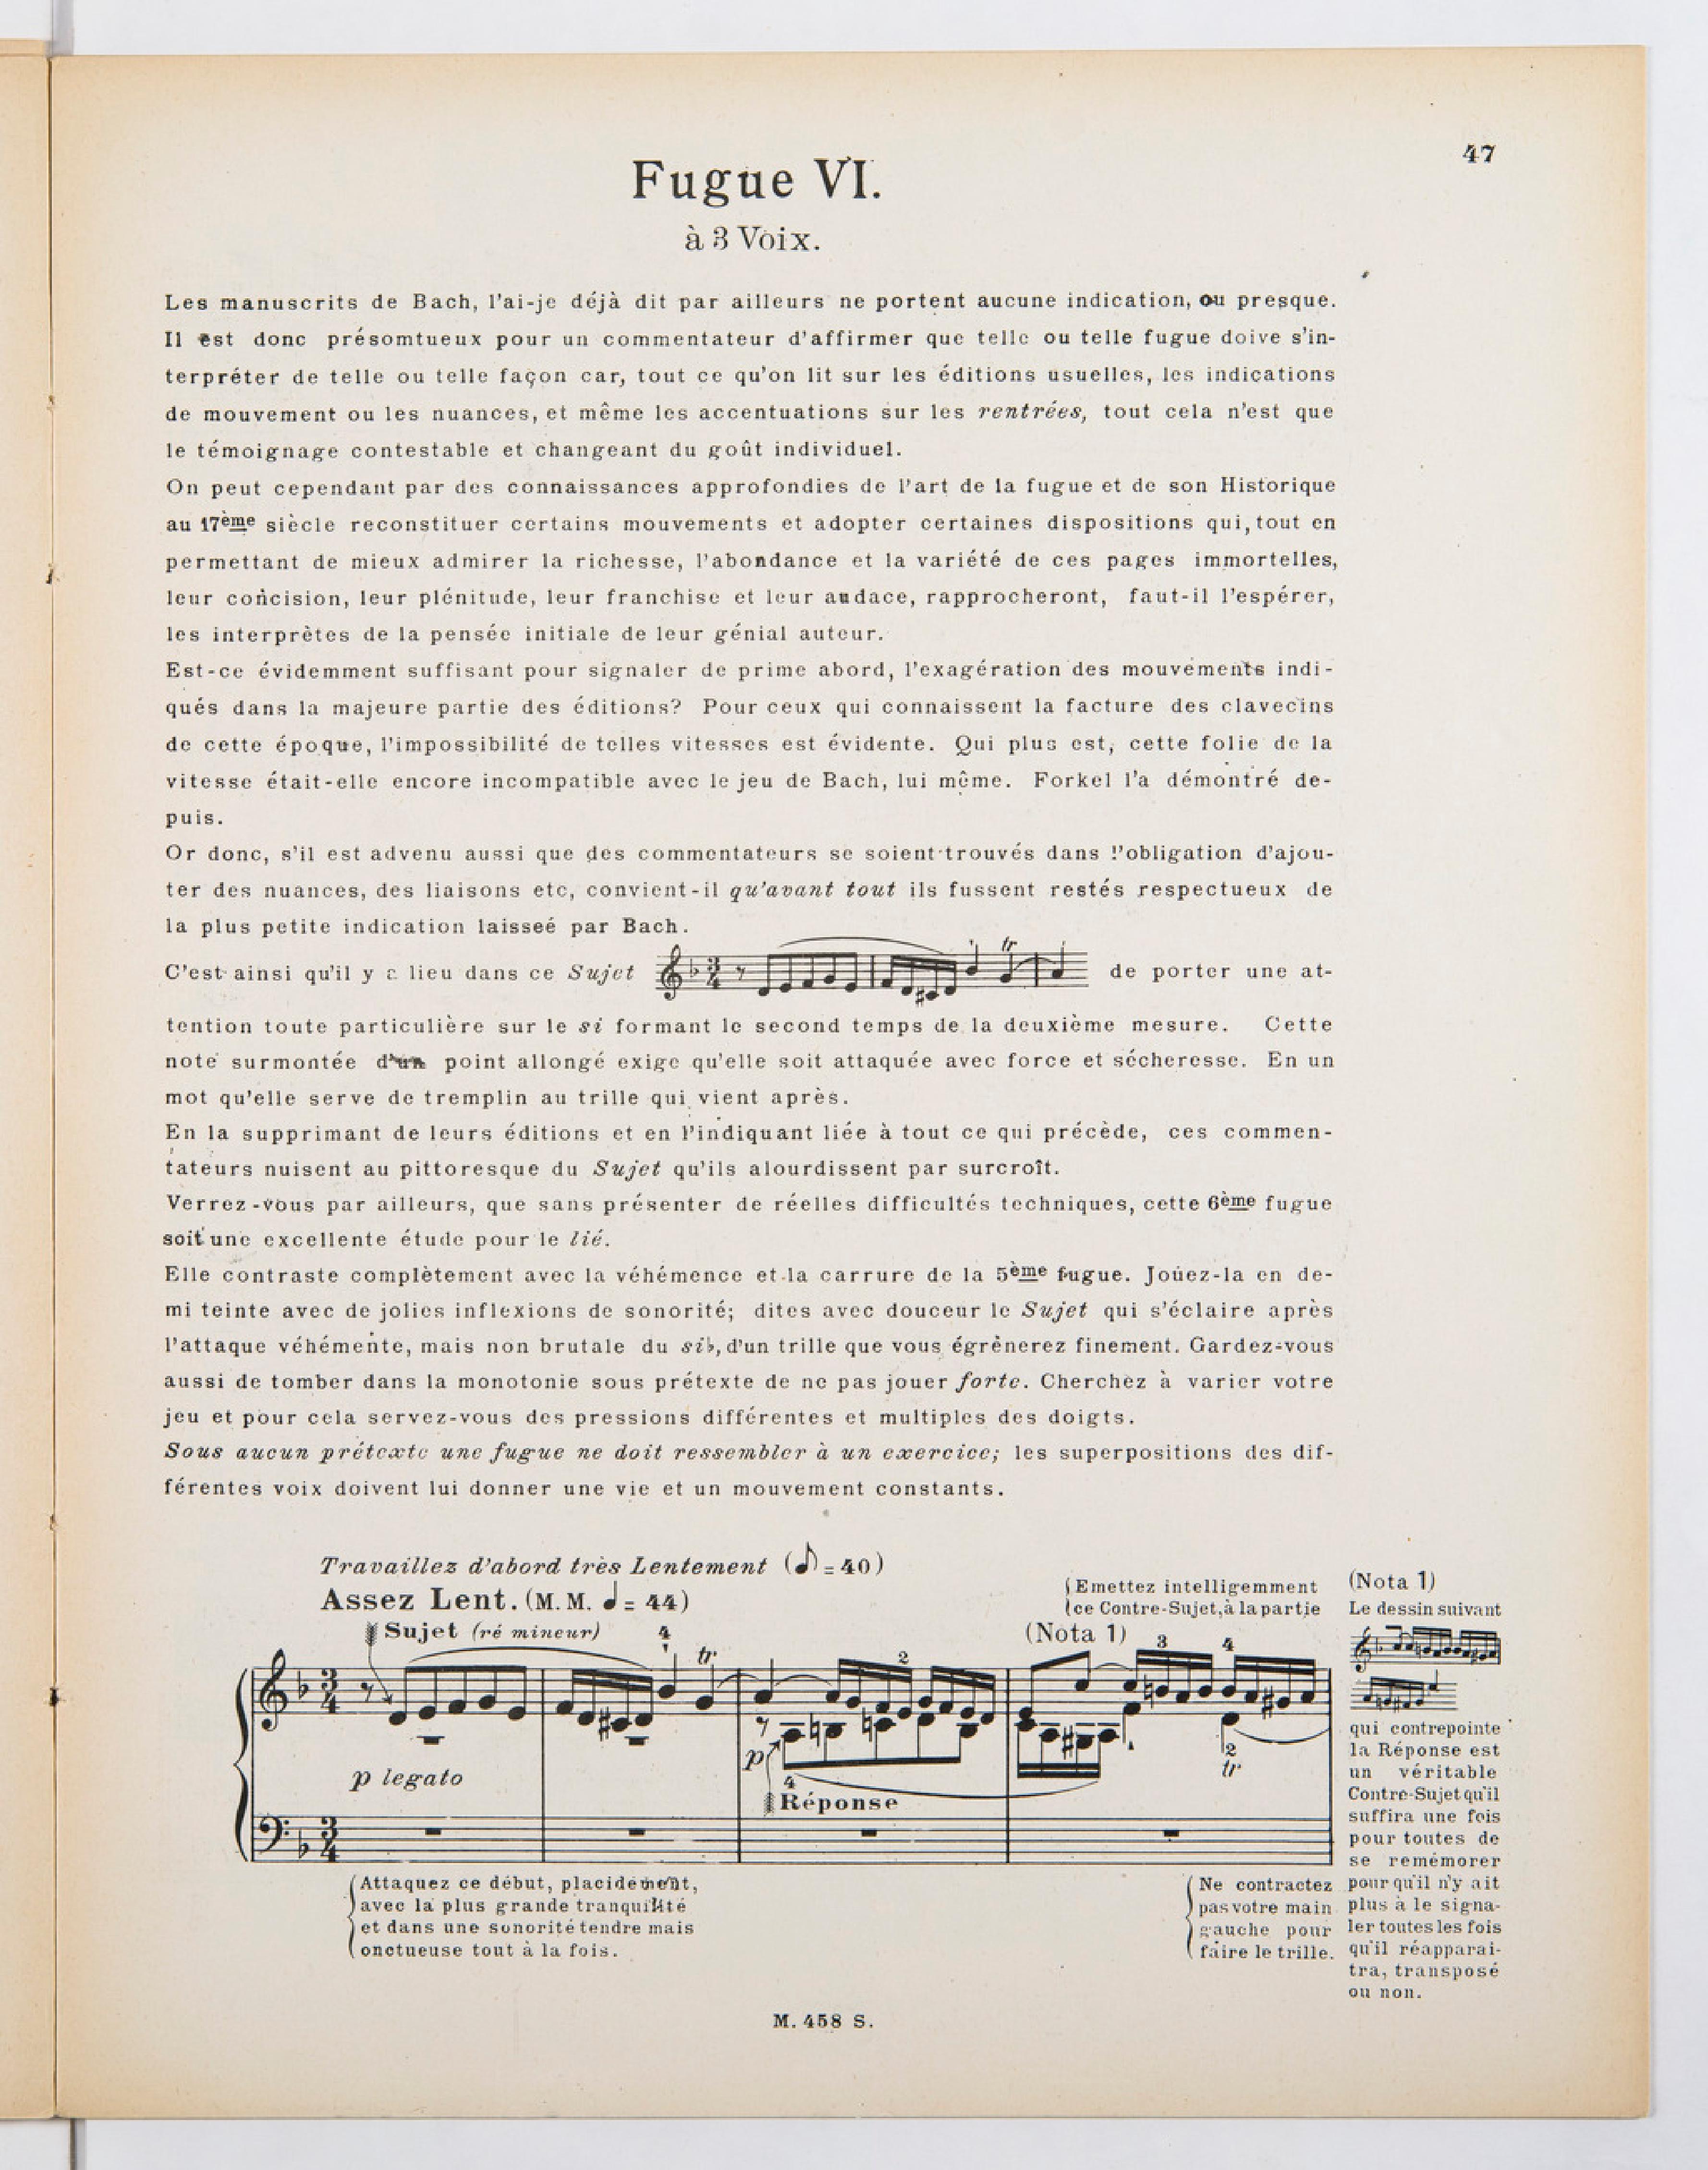 47
Fugue VI.
à 3 Voix.
Les manuscrits de Bach, l'ai-je déjà dit par ailleurs ne portent aucune indication, ou presque.
Il est donc présomtueux pour un commentateur d'affirmer que telle ou telle fugue doive s'in-
terpréter de telle ou telle façon car, tout ce qu'on lit sur les éditions usuelles, les indications
de mouvement ou les nuances, et même les accentuations sur les rentrées, tout cela n'est que
le témoignage contestable et changeant du goût individuel.
On peut cependant par des connaissances approfondies de l'art de la fugue et de son Historique
au 17ème siècle reconstituer certains mouvements et adopter certaines dispositions qui, tout en
permettant de mieux admirer la richesse, l'abondance et la variété de ces pages immortelles,
leur concision, leur plénitude, leur franchise et leur audace, rapprocheront, faut-il l'espérer,
les interprètes de la pensée initiale de leur génial auteur.
Est-ce évidemment suffisant pour signaler de prime abord, l'exagération des mouvements indi-
qués dans la majeure partie des éditions? Pour ceux qui connaissent la facture des clavecins
de cette époque, l'impossibilité de telles vitesses est évidente. Qui plus est, cette folie de la
vitesse était-elle encore incompatible avec le jeu de Bach, lui même. Forkel l'a démontré de-
puis.
Or donc, s'il est advenu aussi que des commentateurs se soient trouvés dans l'obligation d'ajou-
ter des nuances, des liaisons etc, convient-il qu'avant tout ils fussent restés respectueux de
la plus petite indication laisseé par Bach.
C'est ainsi qu'il y a lieu dans ce Sujet tr de porter une at-
tention toute particulière sur le si formant le second temps de la deuxième mesure. Cette
note surmontée d'un point allongé exige qu'elle soit attaquée avec force et sécheresse. En un
mot qu'elle serve de tremplin au trille qui vient après.
En la supprimant de leurs éditions et en l'indiquant liée à tout ce qui précède, ces commen-
tateurs nuisent au pittoresque du Sujet qu'ils alourdissent par surcroît.
Verrez-vous par ailleurs, que sans présenter de réelles difficultés techniques, cette 6ème fugue
soit une excellente étude pour le lié.
Elle contraste complètement avec la véhémence et la carrure de la 5ème fugue. Jouez-la en de-
mi teinte avec de jolies inflexions de sonorité; dites avec douceur le Sujet qui s'éclaire après
l'attaque véhémente, mais non brutale du si♭, d'un trille que vous égrènerez finement. Gardez-vous
aussi de tomber dans la monotonie sous prétexte de ne pas jouer forte. Cherchez à varier votre
jeu et pour cela servez-vous des pressions différentes et multiples des doigts.
Sous aucun prétexte une fugue ne doit ressembler à un exercice; les superpositions des dif-
férentes voix doivent lui donner une vie et un mouvement constants.
Travaillez d'abord très Lentement (♪ = 40)
Assez Lent. (M. M. ♩ = 44)
Sujet (ré mineur)
4
tr
2
Emettez intelligemment
ce Contre-Sujet, à la partie
(Nota 1)
3
4
p legato
p
4
Réponse
2
tr
Attaquez ce début, placidement,
avec la plus grande tranquillité
et dans une sonorité tendre mais
onctueuse tout à la fois.
Ne contractez
pas votre main
gauche pour
faire le trille.
(Nota 1)
Le dessin suivant
qui contrepointe
la Réponse est
un véritable
Contre-Sujet qu'il
suffira une fois
pour toutes de
se remémorer
pour qu'il n'y ait
plus à le signa-
ler toutes les fois
qu'il réapparai-
tra, transposé
ou non.
M. 458 S.